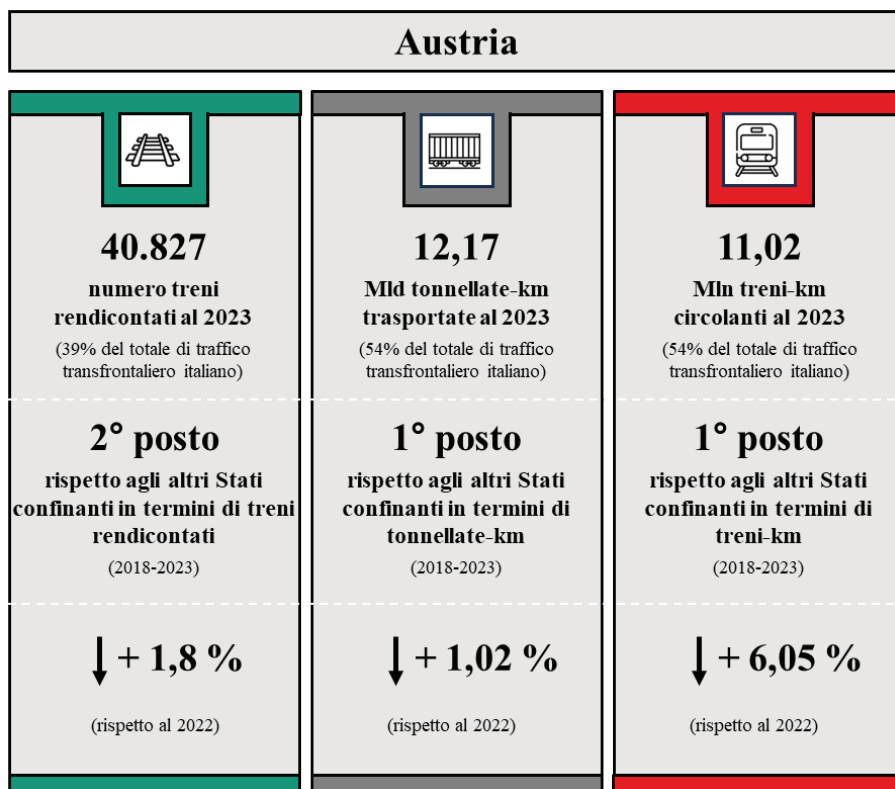 Austria
40.827
numero treni
rendicontati al 2023
(39% del totale di traffico
transfrontaliero italiano)
2° posto
rispetto agli altri Stati
confinanti in termini di treni
rendicontati
(2018-2023)
+ 1,8 %
(rispetto al 2022)
12,17
Mld tonnellate-km
trasportate al 2023
(54% del totale di traffico
transfrontaliero italiano)
1° posto
rispetto agli altri Stati
confinanti in termini di
tonnellate-km
(2018-2023)
+ 1,02 %
(rispetto al 2022)
11,02
Mln treni-km
circolanti al 2023
(54% del totale di traffico
transfrontaliero italiano)
1° posto
rispetto agli altri Stati
confinanti in termini di
treni-km
(2018-2023)
+ 6,05 %
(rispetto al 2022)